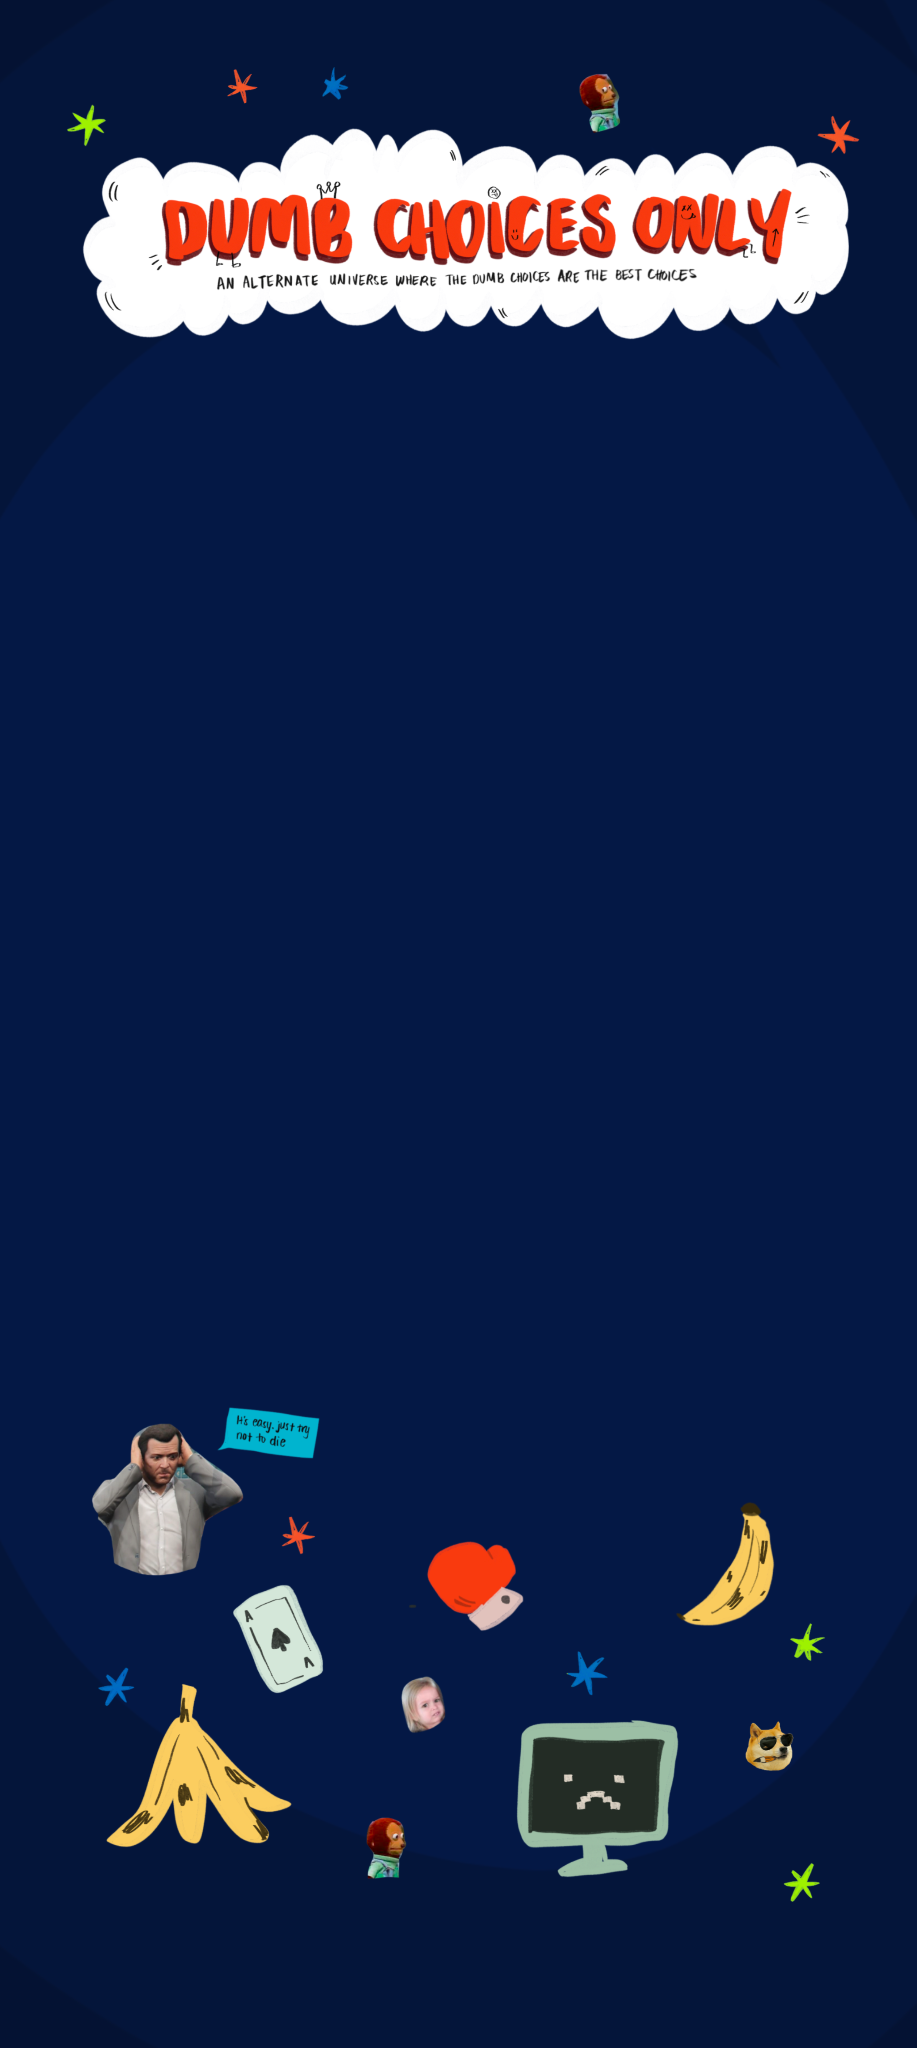 DUMB CHOICES ONLY
AN ALTERNATE UNIVERSE WHERE THE DUMB CHOICES ARE THE BEST CHOICES
It's easy. just try
not to die
A
A